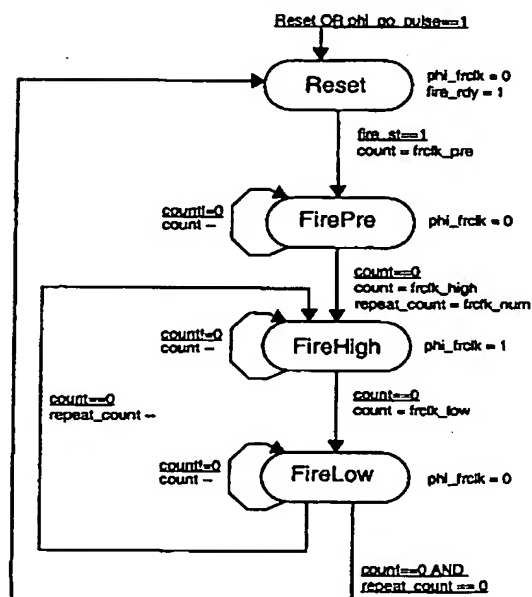 Reset OR phi_go_pulse==1
Reset
phi_frclk = 0
fire_rdy = 1
fire_st==1
count = frclk_pre
count!=0
count --
FirePre
phi_frclk = 0
count==0
count = frclk_high
repeat_count = frclk_num
count!=0
count --
FireHigh
phi_frclk = 1
count==0
repeat_count --
count==0
count = frclk_low
count!=0
count --
FireLow
phi_frclk = 0
count==0 AND
repeat_count == 0